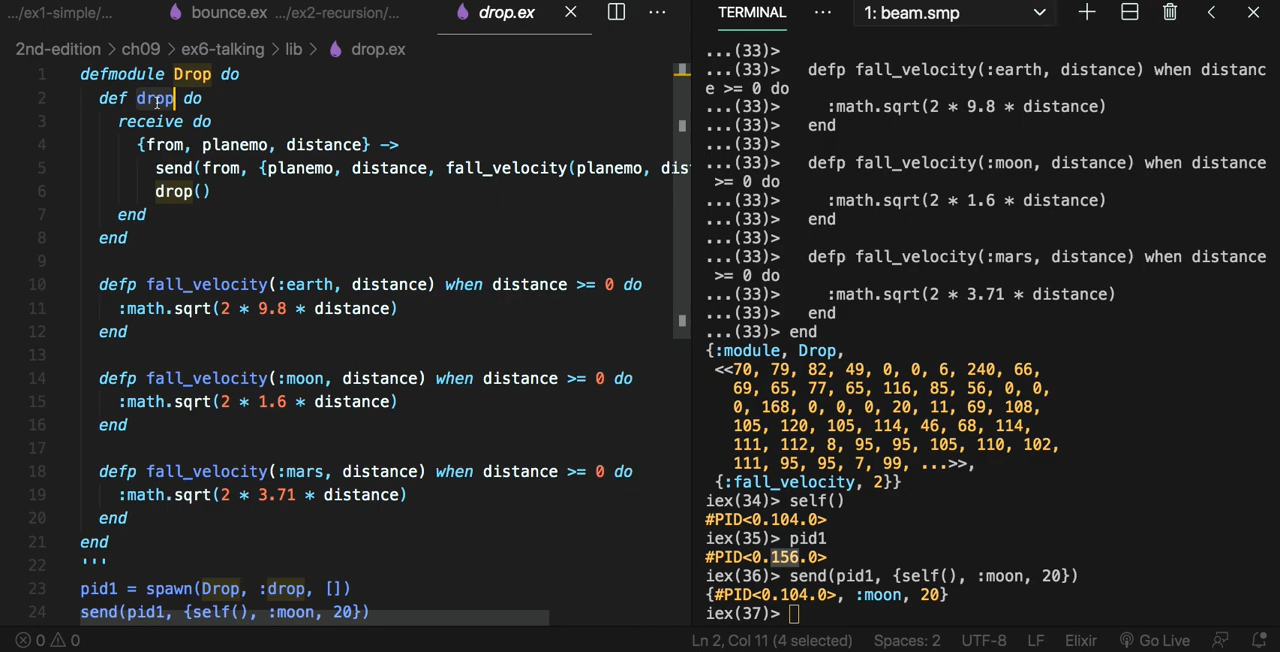 .../ex1-simple/...
bounce.ex .../ex2-recursion/...
drop.ex
2nd-edition > ch09 > ex6-talking > lib > drop.ex
1 defmodule Drop do
2 def drop do
3 receive do
4 {from, planemo, distance} ->
5 send(from, {planemo, distance, fall_velocity(planemo, dis
6 drop()
7 end
8 end
9
10 defp fall_velocity(:earth, distance) when distance >= 0 do
11 :math.sqrt(2 * 9.8 * distance)
12 end
13
14 defp fall_velocity(:moon, distance) when distance >= 0 do
15 :math.sqrt(2 * 1.6 * distance)
16 end
17
18 defp fall_velocity(:mars, distance) when distance >= 0 do
19 :math.sqrt(2 * 3.71 * distance)
20 end
21 end
22 '''
23 pid1 = spawn(Drop, :drop, [])
24 send(pid1, {self(), :moon, 20})
TERMINAL ... 1: beam.smp
...(33)>
...(33)> defp fall_velocity(:earth, distance) when distanc
e >= 0 do
...(33)> :math.sqrt(2 * 9.8 * distance)
...(33)> end
...(33)>
...(33)> defp fall_velocity(:moon, distance) when distance
>= 0 do
...(33)> :math.sqrt(2 * 1.6 * distance)
...(33)> end
...(33)>
...(33)> defp fall_velocity(:mars, distance) when distance
>= 0 do
...(33)> :math.sqrt(2 * 3.71 * distance)
...(33)> end
...(33)> end
{:module, Drop,
<<70, 79, 82, 49, 0, 0, 6, 240, 66,
69, 65, 77, 65, 116, 85, 56, 0, 0,
0, 168, 0, 0, 0, 20, 11, 69, 108,
105, 120, 105, 114, 46, 68, 114,
111, 112, 8, 95, 95, 105, 110, 102,
111, 95, 95, 7, 99, ...>>,
{:fall_velocity, 2}}
iex(34)> self()
#PID<0.104.0>
iex(35)> pid1
#PID<0.156.0>
iex(36)> send(pid1, {self(), :moon, 20})
{#PID<0.104.0>, :moon, 20}
iex(37)>
0 0
Ln 2, Col 11 (4 selected) Spaces: 2 UTF-8 LF Elixir Go Live